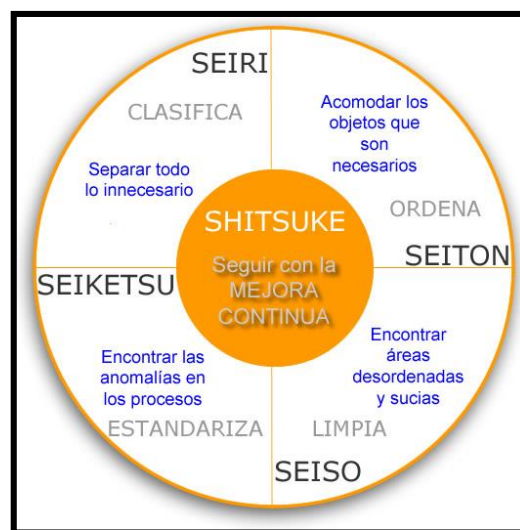 SEIRI
CLASIFICA
Separar todo
lo innecesario
Acomodar los
objetos que
son
necesarios
ORDENA
SEITON
SHITSUKE
Seguir con la
MEJORA
CONTINUA
SEIKETSU
Encontrar las
anomalías en
los procesos
ESTANDARIZA
Encontrar
áreas
desordenadas
y sucias
LIMPIA
SEISO